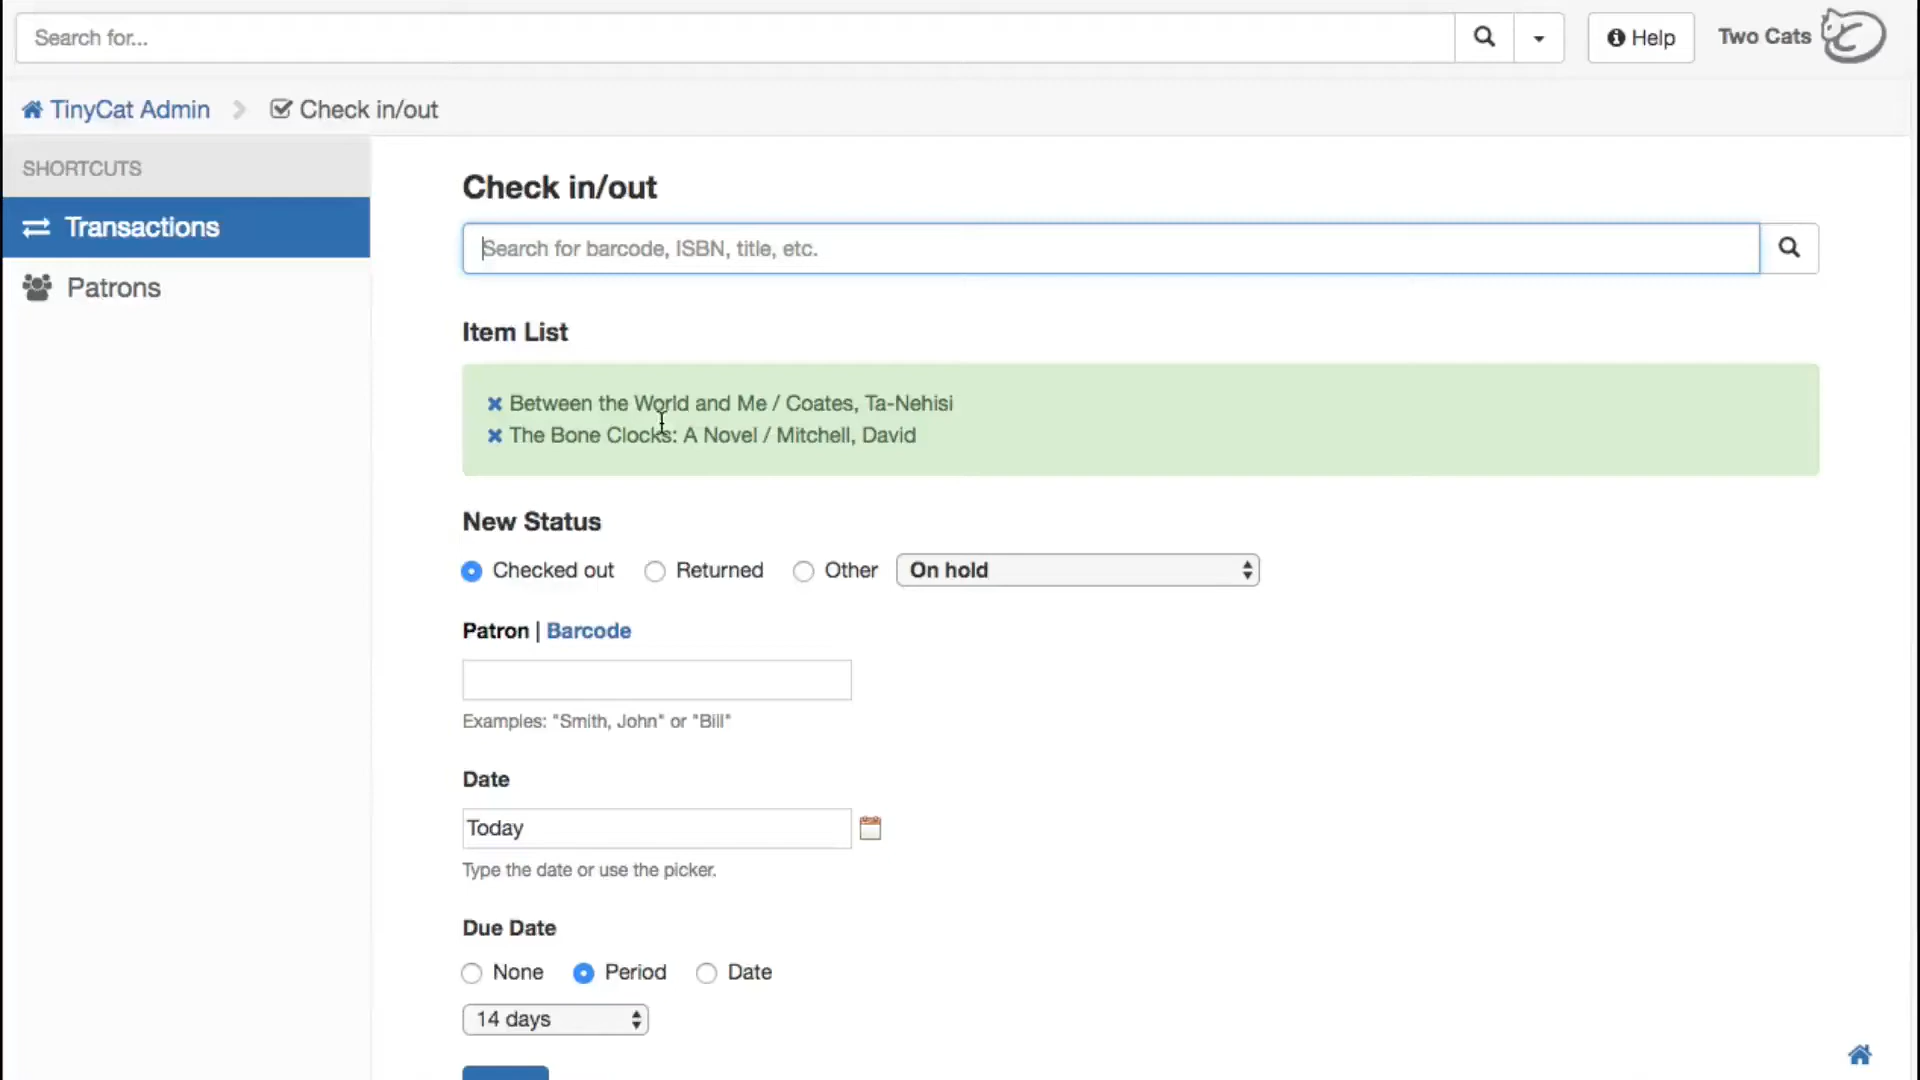 Search for...
Help
Two Cats
TinyCat Admin
Check in/out
SHORTCUTS
Transactions
Patrons
Check in/out
Search for barcode, ISBN, title, etc.
Item List
Between the World and Me / Coates, Ta-Nehisi
The Bone Clocks: A Novel / Mitchell, David
New Status
Checked out Returned Other On hold
Patron | Barcode
Examples: "Smith, John" or "Bill"
Date
Today
Type the date or use the picker.
Due Date
None Period Date
14 days